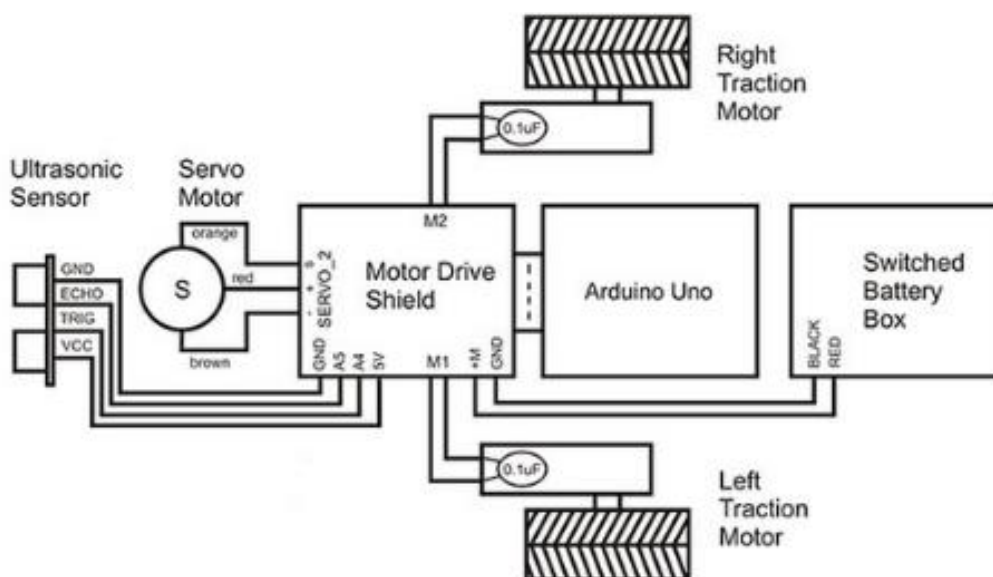 Right
Traction
Motor
0.1uF
Ultrasonic
Sensor
Servo
Motor
orange
red
brown
S
GND
ECHO
TRIG
VCC
M2
Motor Drive
Shield
s
+
-
SERVO_2
GND
A5
A4
5V
M1
+M
GND
Arduino Uno
Switched
Battery
Box
BLACK
RED
0.1uF
Left
Traction
Motor